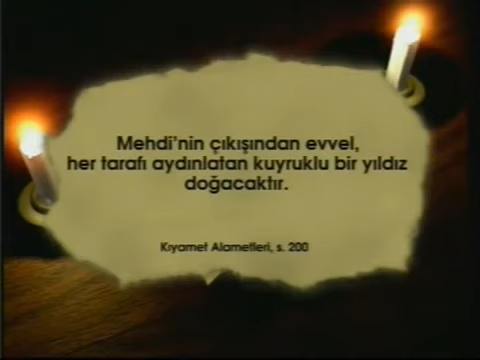 Mehdi'nin çıkışından evvel,
her tarafı aydınlatan kuyruklu bir yıldız
doğacaktır.
Kıyamet Alametleri, s. 200